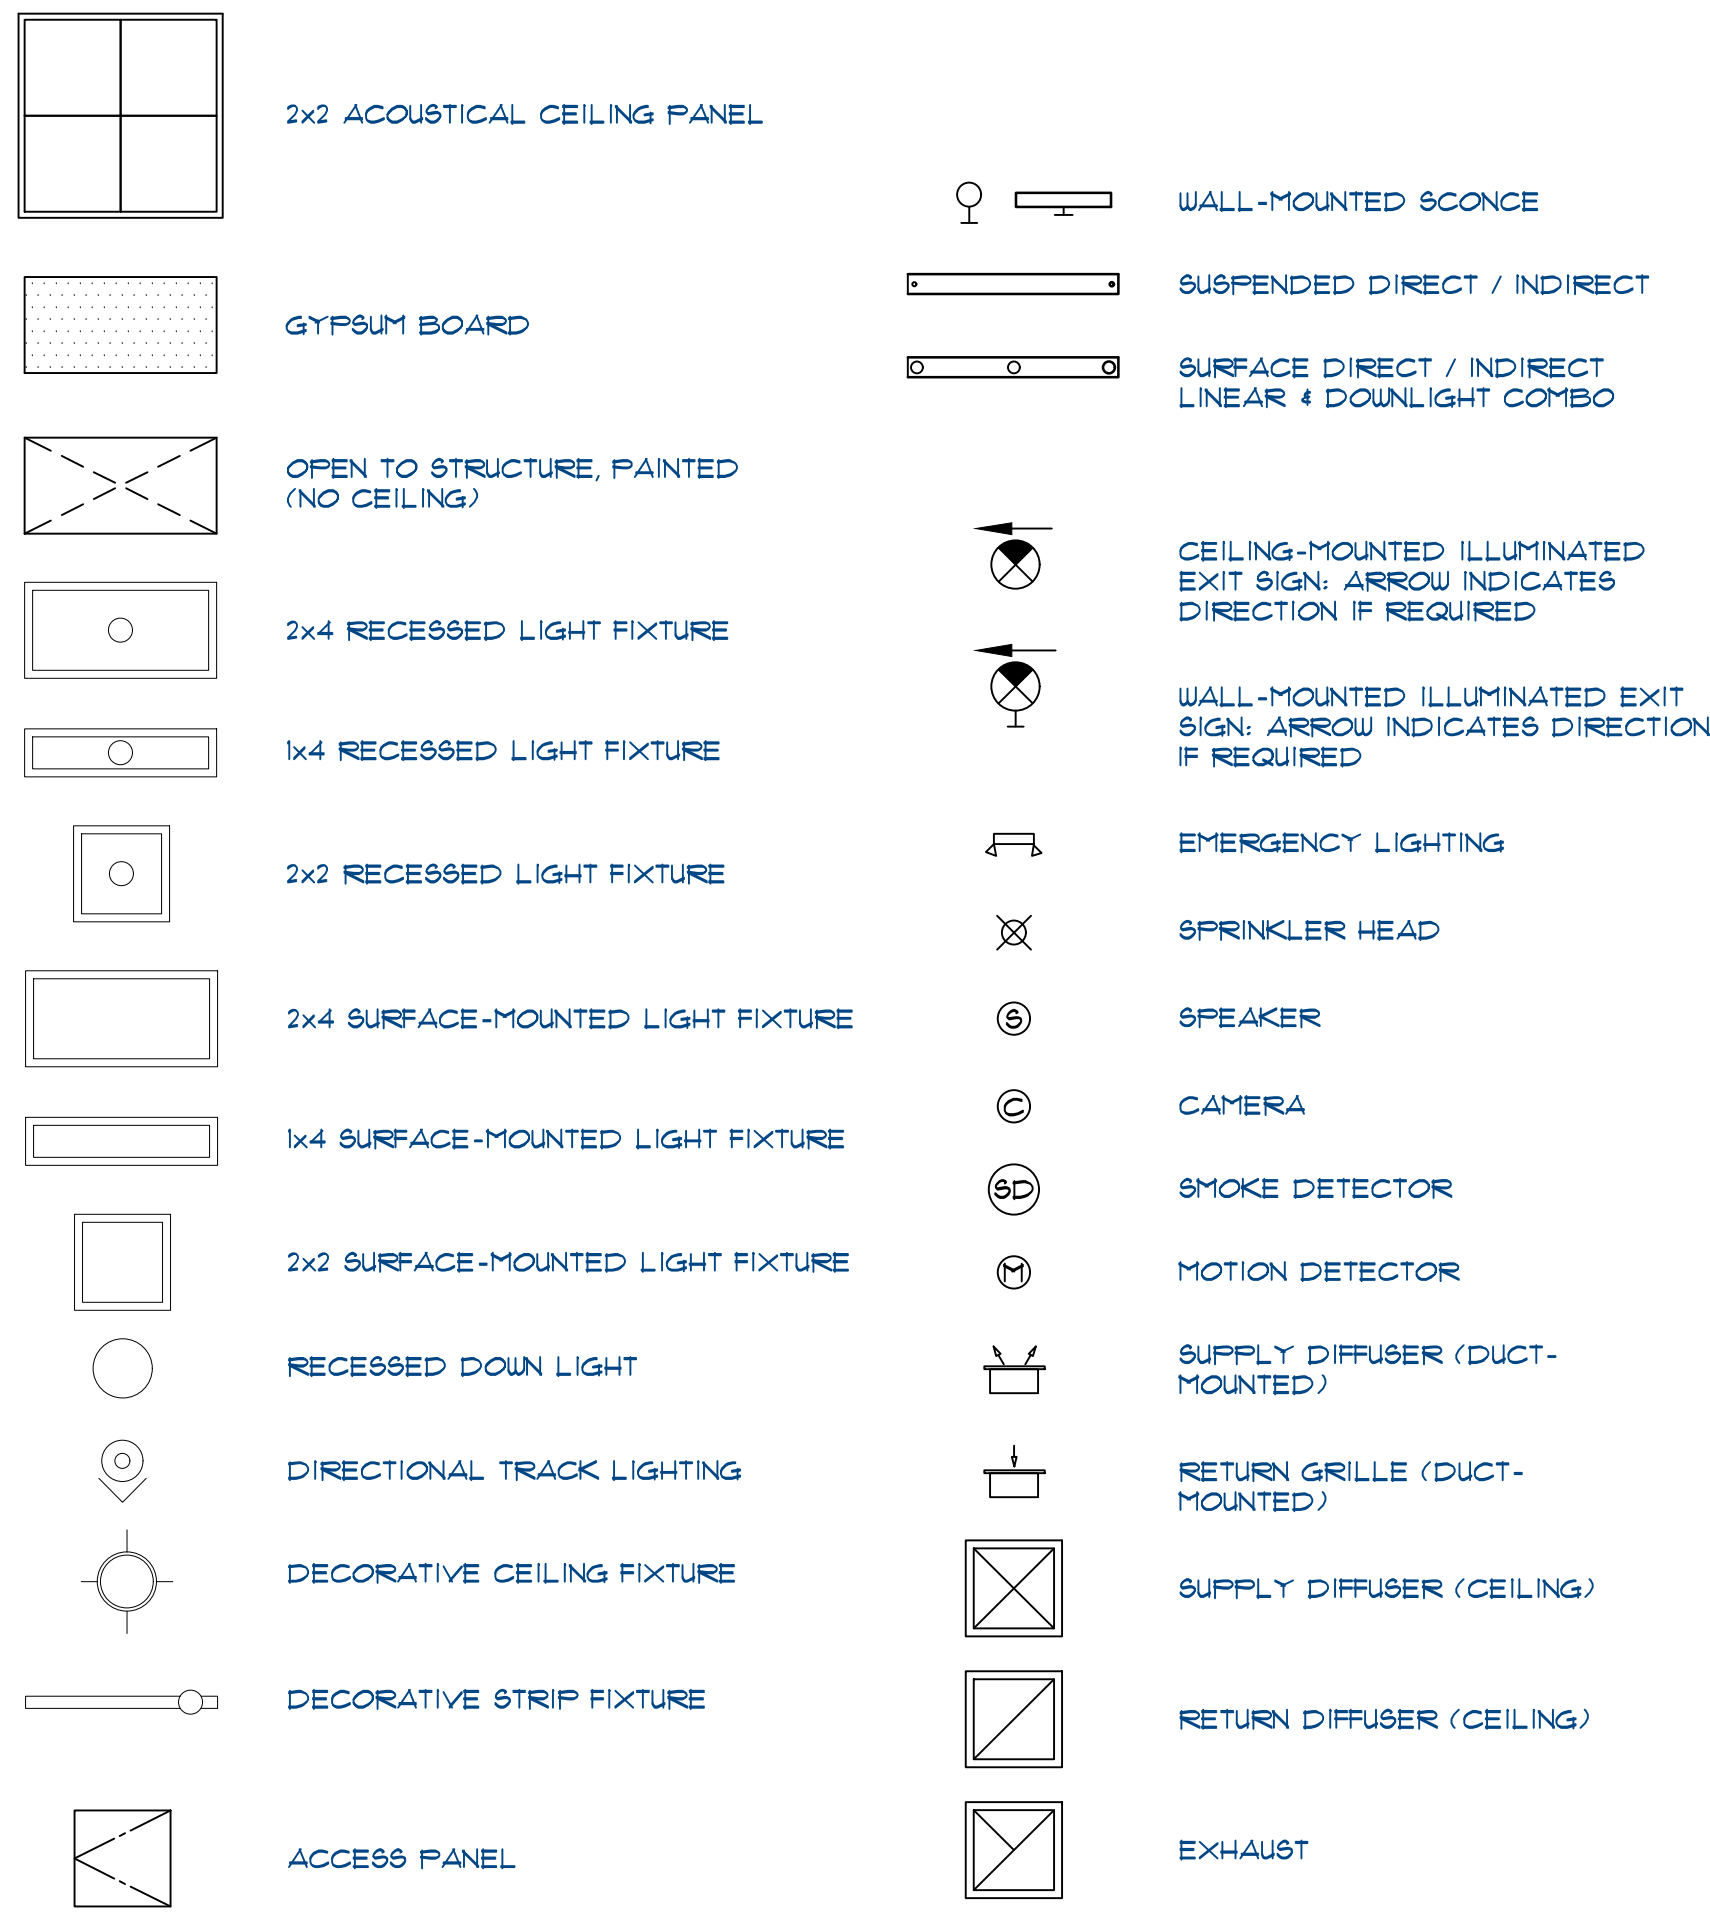 2x2 ACOUSTICAL CEILING PANEL
GYPSUM BOARD
OPEN TO STRUCTURE, PAINTED
(NO CEILING)
2x4 RECESSED LIGHT FIXTURE
1x4 RECESSED LIGHT FIXTURE
2x2 RECESSED LIGHT FIXTURE
2x4 SURFACE-MOUNTED LIGHT FIXTURE
1x4 SURFACE-MOUNTED LIGHT FIXTURE
2x2 SURFACE-MOUNTED LIGHT FIXTURE
RECESSED DOWN LIGHT
DIRECTIONAL TRACK LIGHTING
DECORATIVE CEILING FIXTURE
DECORATIVE STRIP FIXTURE
ACCESS PANEL
WALL-MOUNTED SCONCE
SUSPENDED DIRECT / INDIRECT
SURFACE DIRECT / INDIRECT
LINEAR & DOWNLIGHT COMBO
CEILING-MOUNTED ILLUMINATED
EXIT SIGN: ARROW INDICATES
DIRECTION IF REQUIRED
WALL-MOUNTED ILLUMINATED EXIT
SIGN: ARROW INDICATES DIRECTION
IF REQUIRED
EMERGENCY LIGHTING
SPRINKLER HEAD
S SPEAKER
C CAMERA
SD SMOKE DETECTOR
M MOTION DETECTOR
SUPPLY DIFFUSER (DUCT-
MOUNTED)
RETURN GRILLE (DUCT-
MOUNTED)
SUPPLY DIFFUSER (CEILING)
RETURN DIFFUSER (CEILING)
EXHAUST